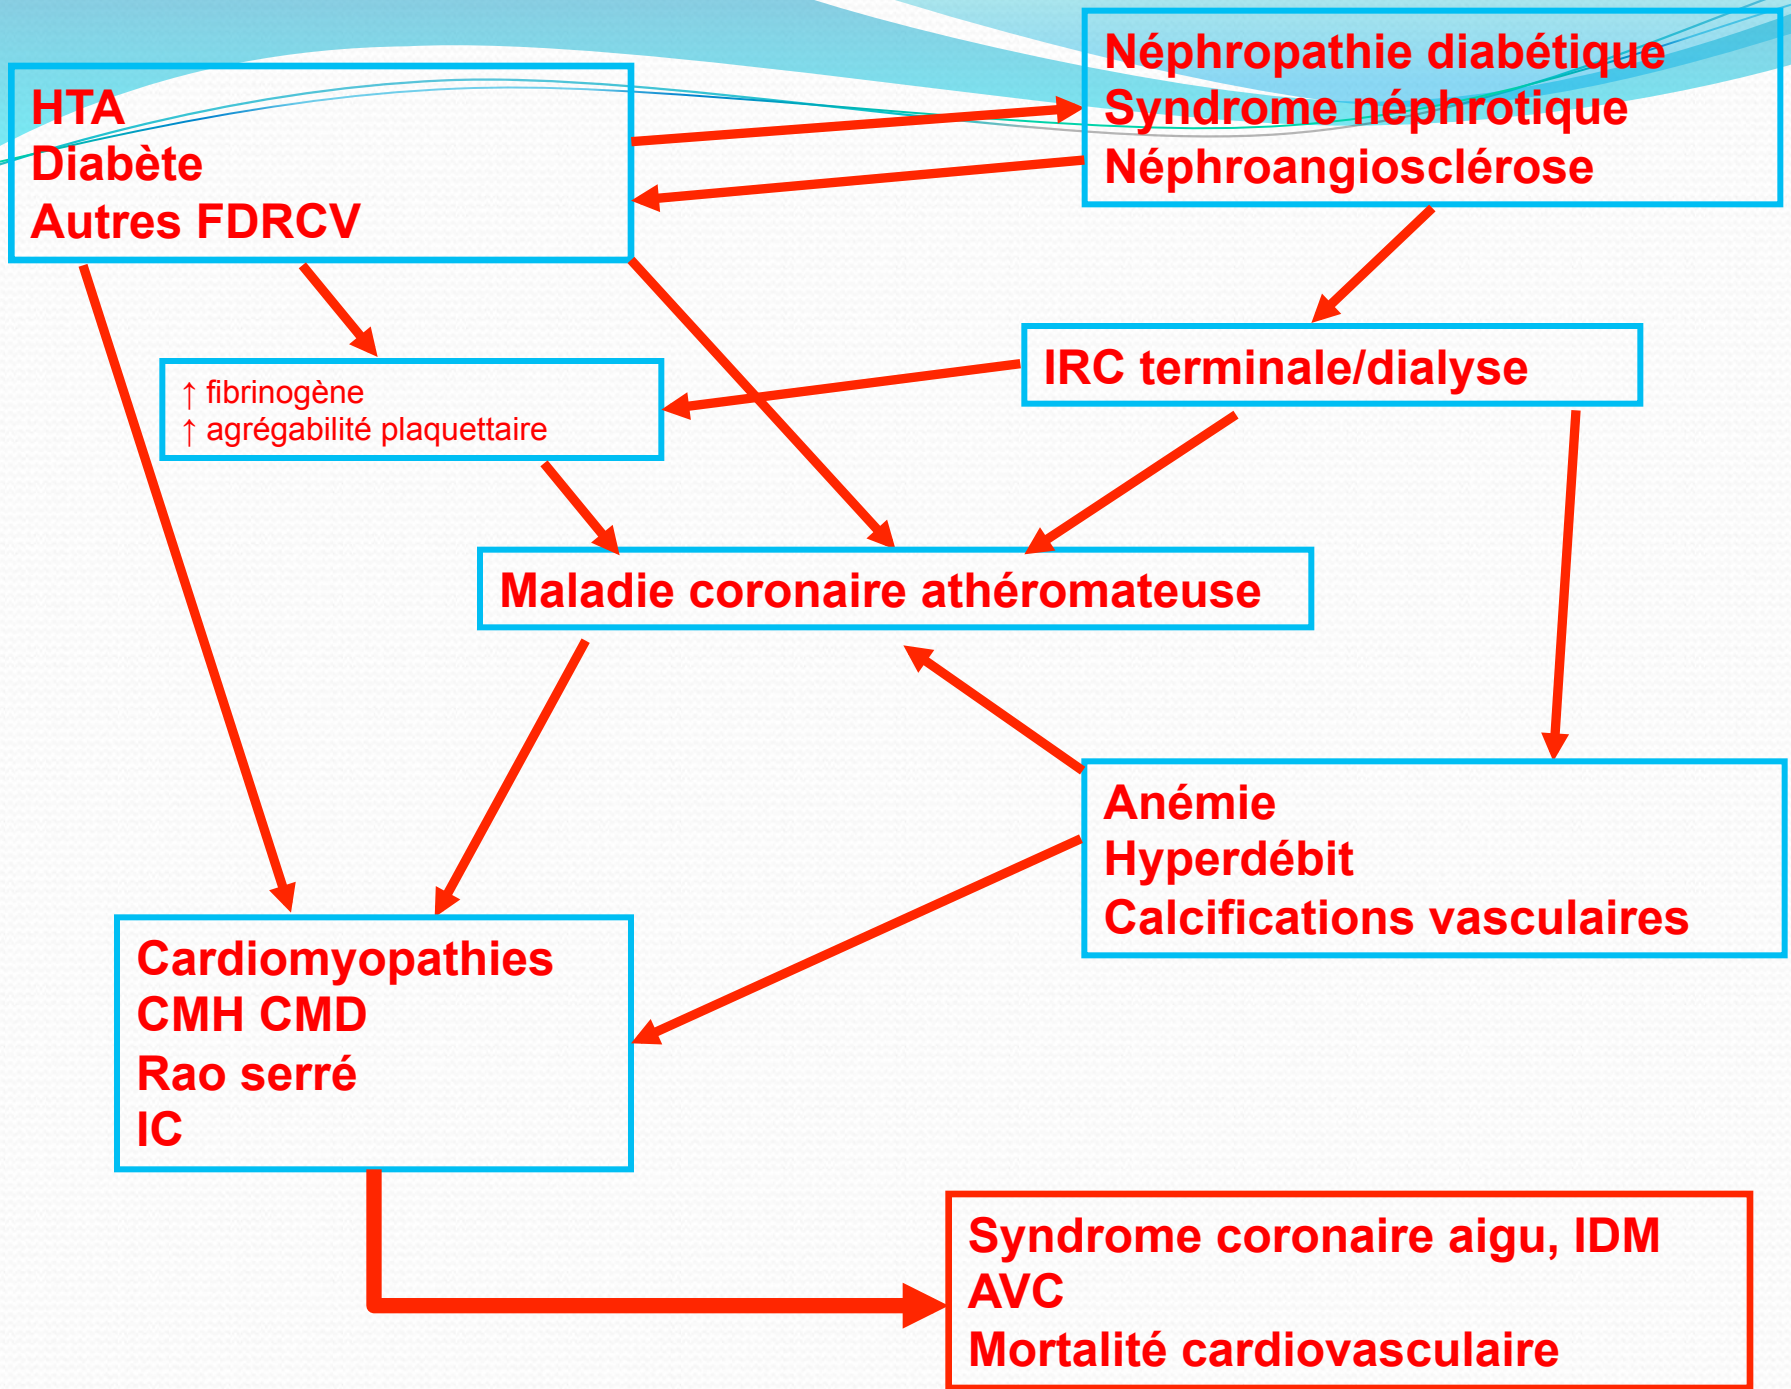 HTA
Diabète
Autres FDRCV
Néphropathie diabétique
Syndrome néphrotique
Néphroangiosclérose
IRC terminale/dialyse
↑ fibrinogène
↑ agrégabilité plaquettaire
Maladie coronaire athéromateuse
Anémie
Hyperdébit
Calcifications vasculaires
Cardiomyopathies
CMH CMD
Rao serré
IC
Syndrome coronaire aigu, IDM
AVC
Mortalité cardiovasculaire